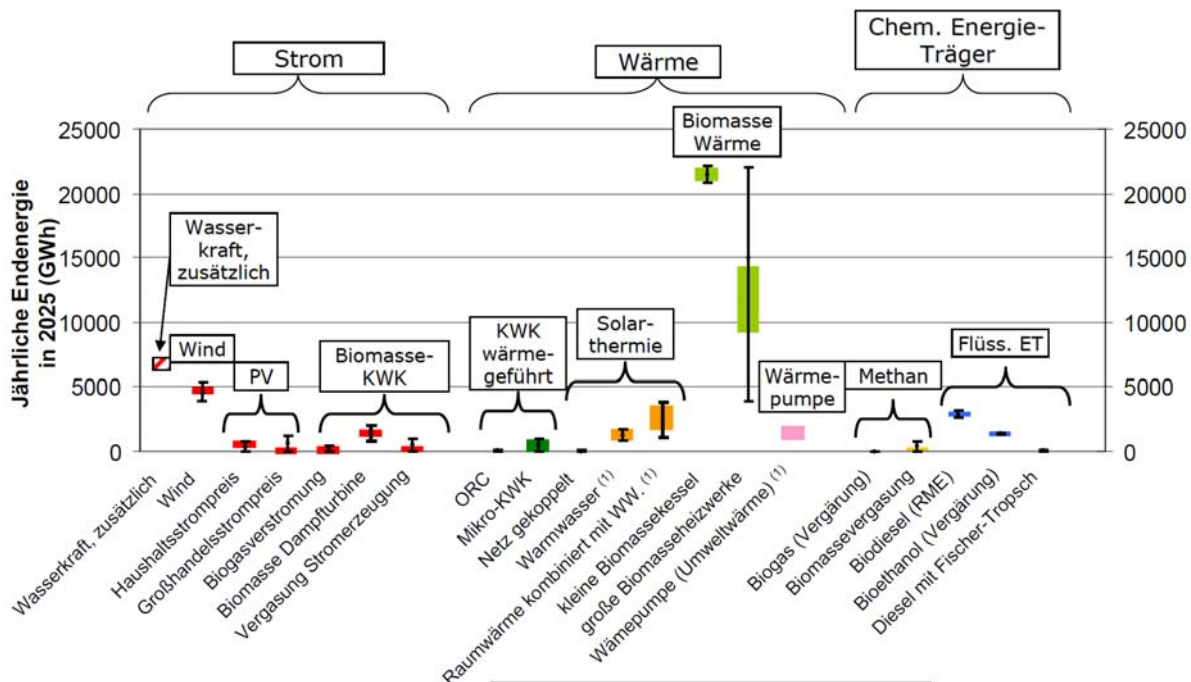 Strom
Wärme
Chem. Energie-
Träger
Jährliche Endenergie
in 2025 (GWh)
25000
20000
15000
10000
5000
0
25000
20000
15000
10000
5000
0
Wasser-
kraft,
zusätzlich
Wind
PV
Biomasse-
KWK
KWK
wärme-
geführt
Solar-
thermie
Biomasse
Wärme
Wärme-
pumpe
Methan
Flüss. ET
Wasserkraft, zusätzlich
Wind
Haushaltsstrompreis
Großhandelsstrompreis
Biogasverstromung
Biomasse Dampfturbine
Vergasung Stromerzeugung
ORC
Mikro-KWK
Netz gekoppelt
Warmwasser (1)
Raumwärme kombiniert mit WW. (1)
kleine Biomassekessel
große Biomasseheizwerke
Wämepumpe (Umweltwärme) (1)
Biogas (Vergärung)
Biomassevergasung
Biodiesel (RME)
Bioethanol (Vergärung)
Diesel mit Fischer-Tropsch